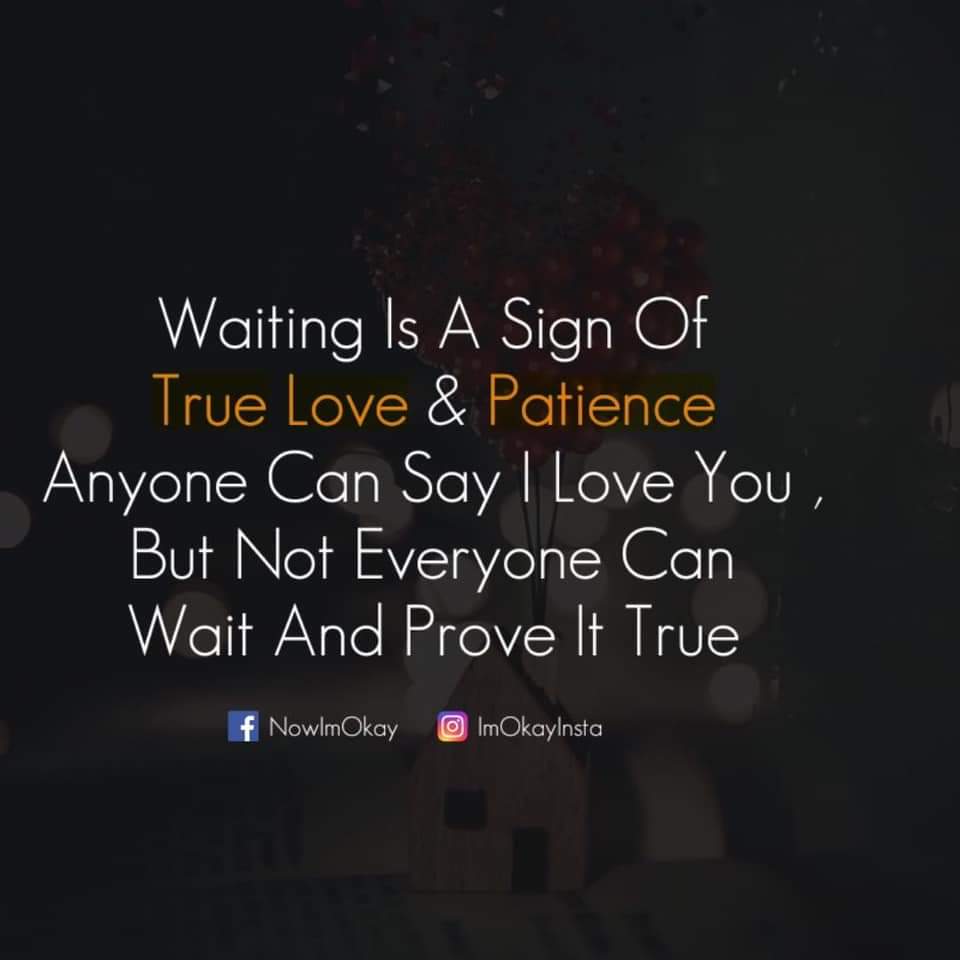 Waiting Is A Sign Of
True Love & Patience
Anyone Can Say I Love You ,
But Not Everyone Can
Wait And Prove It True
NowImOkay ImOkayInsta